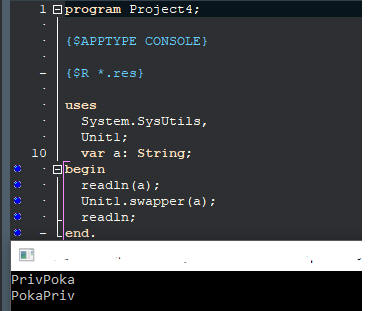 1 program Project4;
{$APPTYPE CONSOLE}
{$R *.res}
uses
System.SysUtils,
Unit1;
10 var a: String;
begin
readln(a);
Unit1.swapper(a);
readln;
end.
PrivPoka
PokaPriv